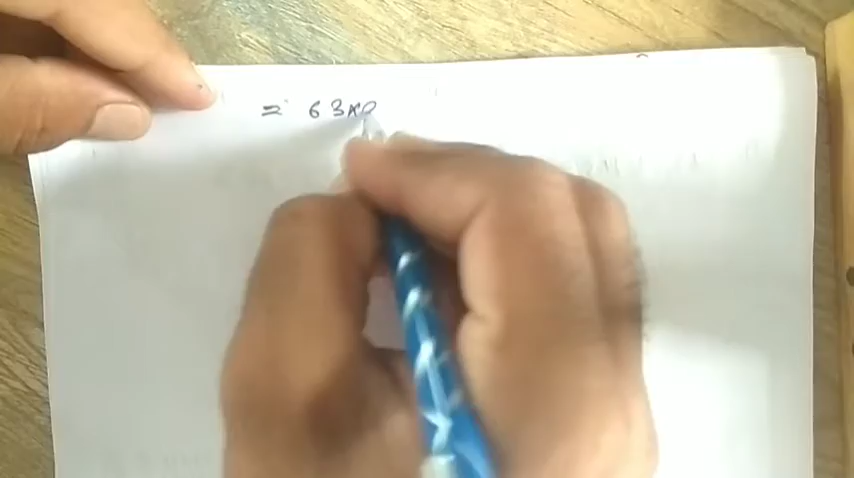 = 63×